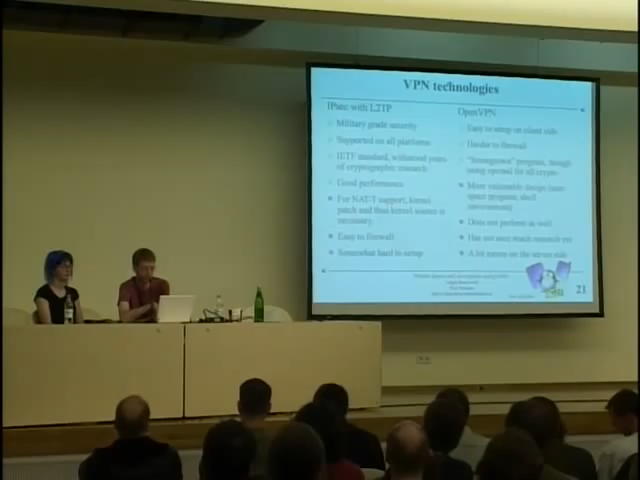 VPN technologies
IPsec with L2TP
Military grade security
Supported on all platforms
IETF standard, withstood years
of cryptographic research
Good performance
For NAT-T support, kernel
patch and thus kernel source is
necessary.
Easy to firewall
Somewhat hard to setup
OpenVPN
Easy to setup on client side
Harder to firewall
"homegrown" program, though
using openssl for all crypto
More vulnerable design (user
space program, shell
environment)
Does not perform as well
Has not seen much research yet
A lot easier on the server side
21